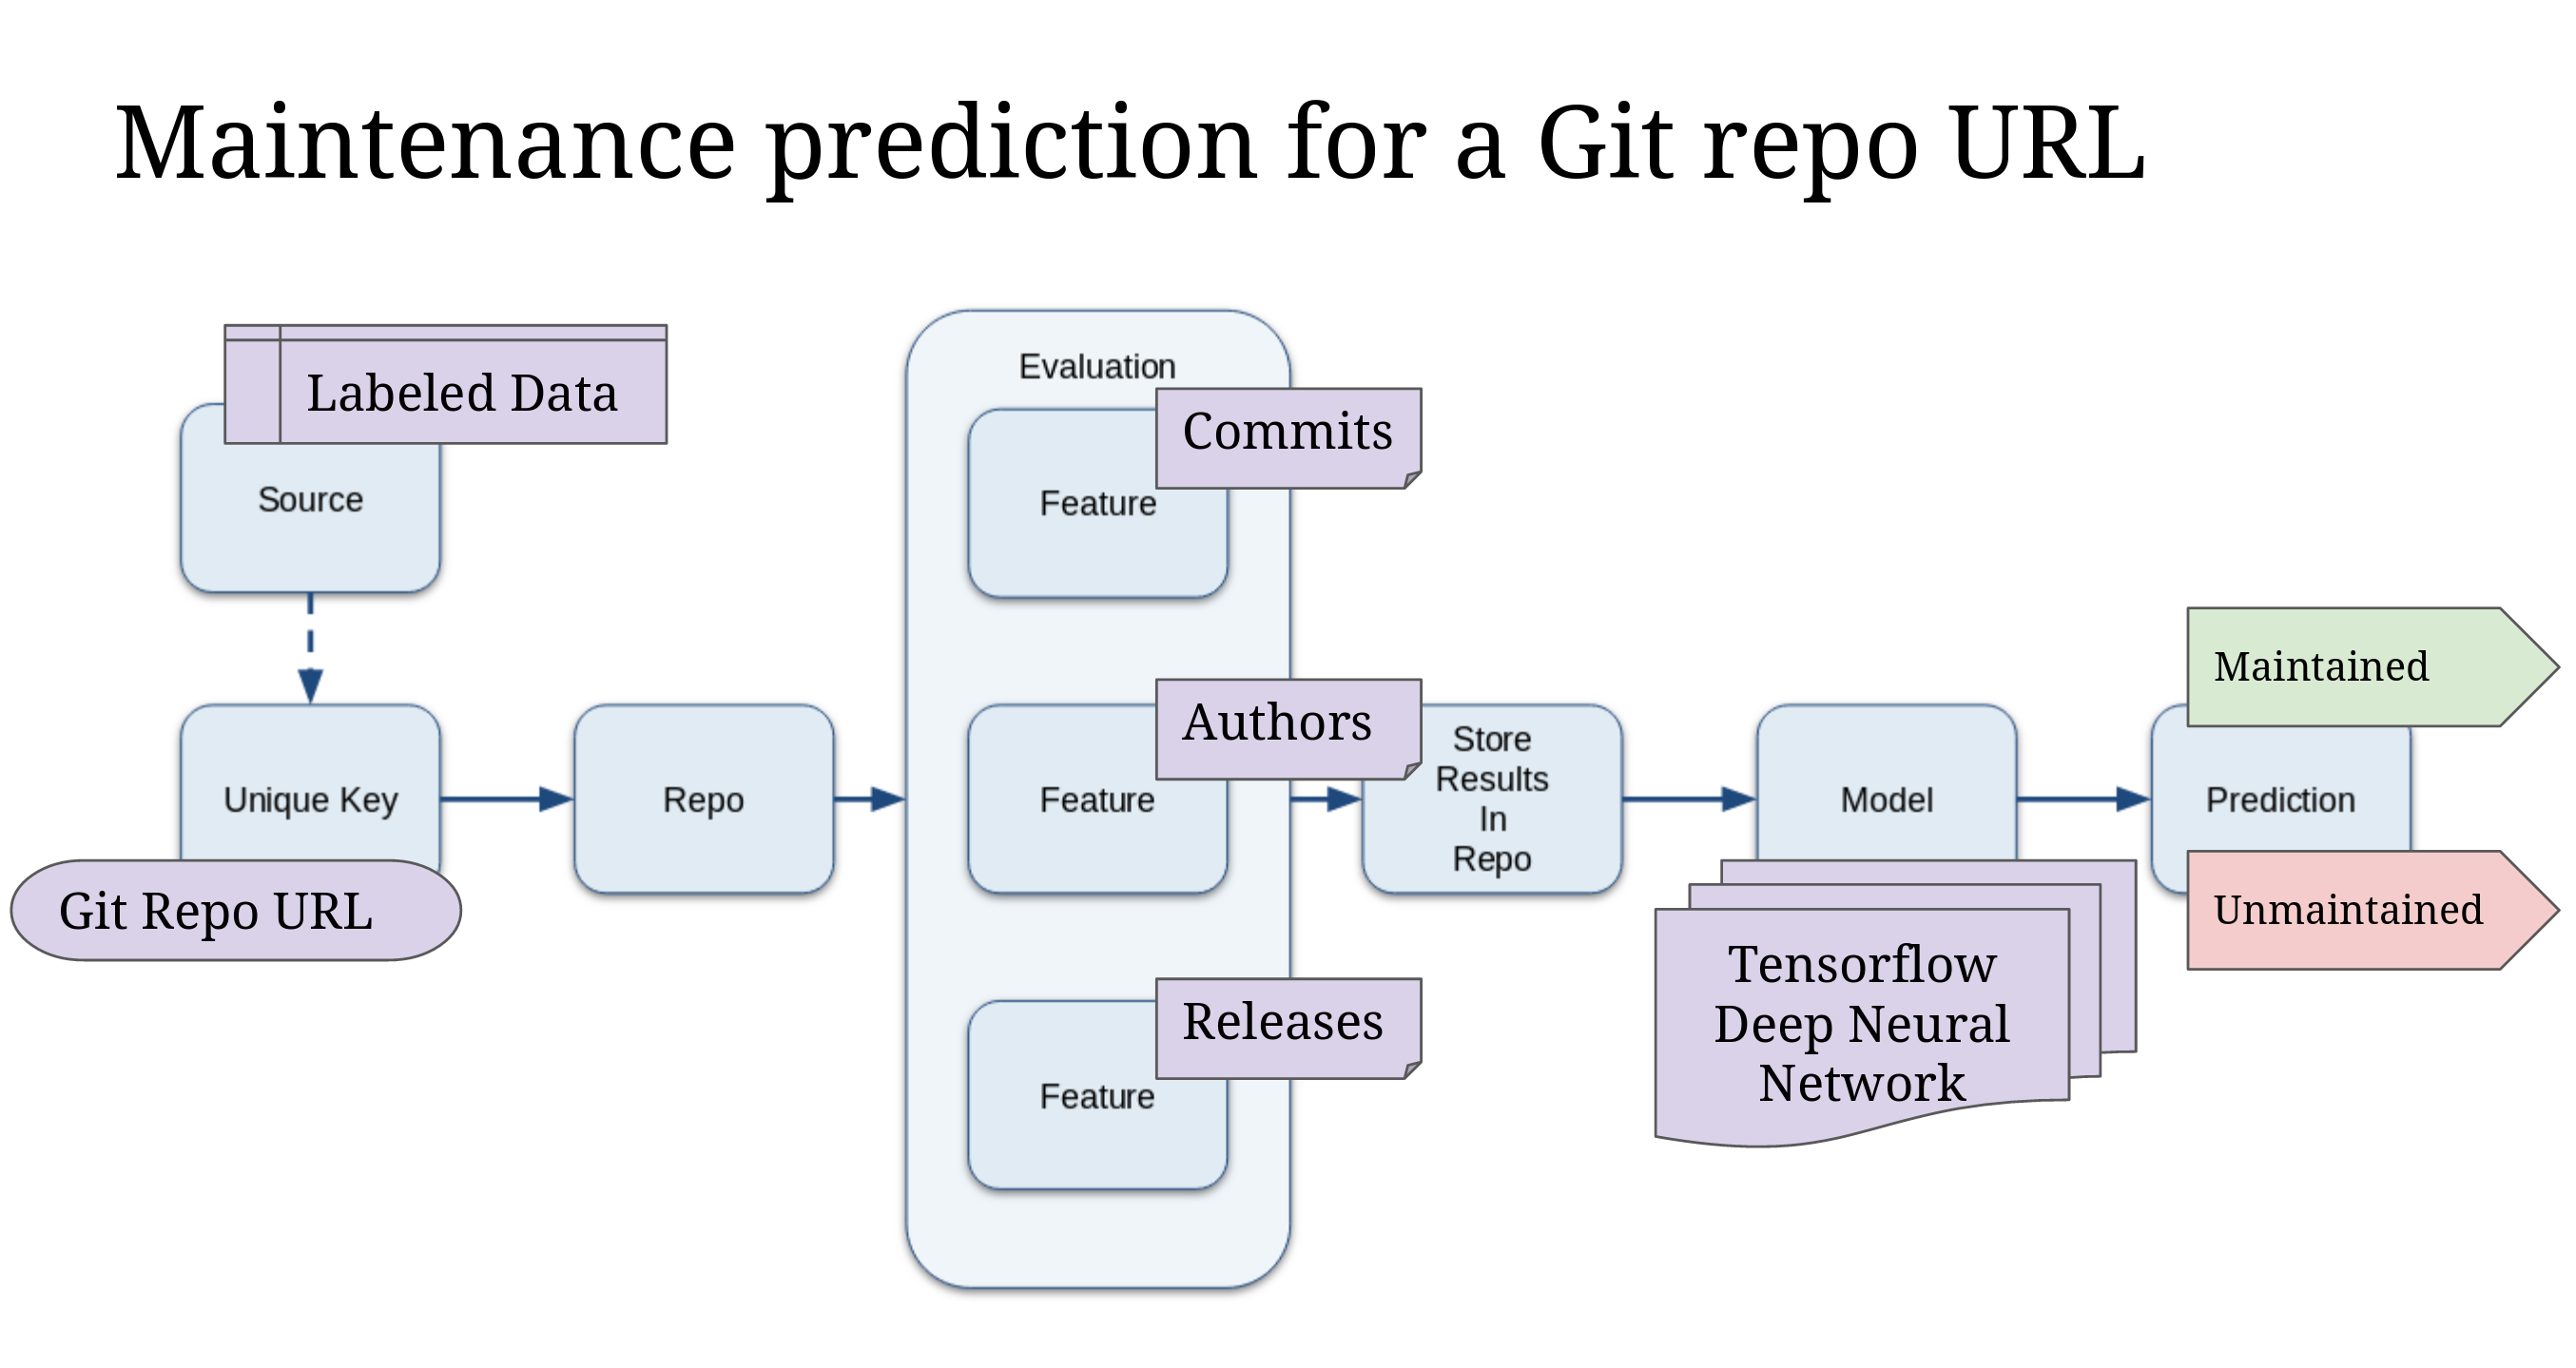 Maintenance prediction for a Git repo URL
Labeled Data
Source
Unique Key
Git Repo URL
Repo
Evaluation
Commits
Feature
Authors
Feature
Releases
Feature
Store
Results
In
Repo
Model
Tensorflow
Deep Neural
Network
Maintained
Prediction
Unmaintained